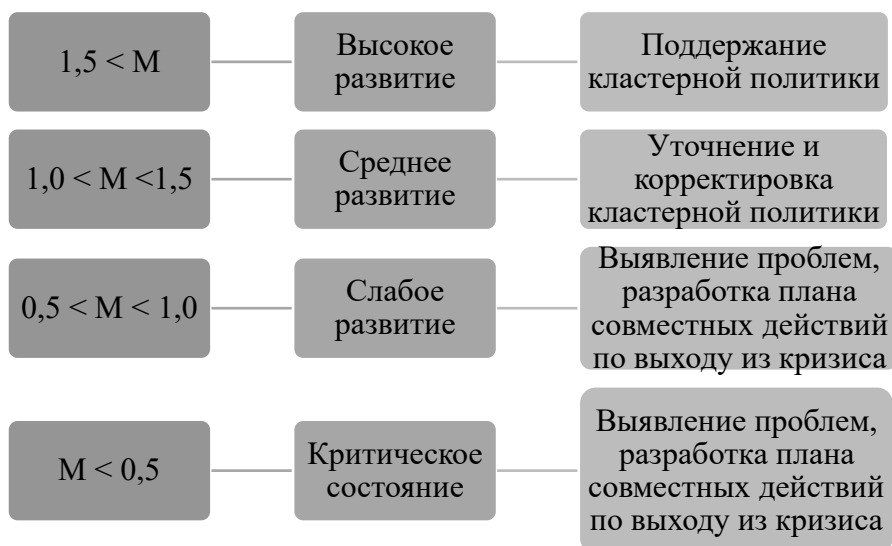 1,5 < М
Высокое
развитие
Поддержание
кластерной политики
1,0 < М <1,5
Среднее
развитие
Уточнение и
корректировка
кластерной политики
0,5 < М < 1,0
Слабое
развитие
Выявление проблем,
разработка плана
совместных действий
по выходу из кризиса
М < 0,5
Критическое
состояние
Выявление проблем,
разработка плана
совместных действий
по выходу из кризиса